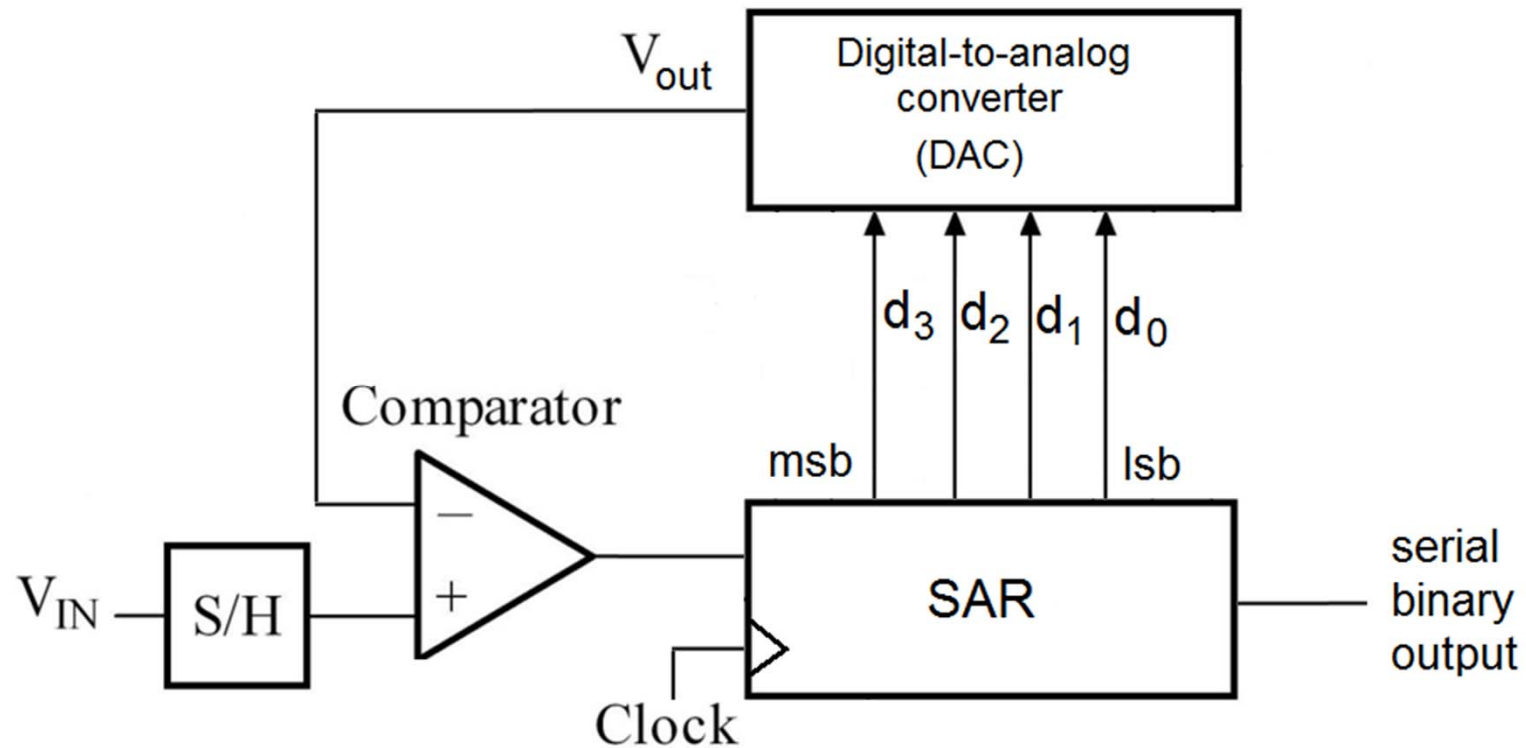 Digital-to-analog
converter
(DAC)
Vout
d3 d2 d1 d0
Comparator
msb
lsb
−
+
VIN
S/H
SAR
Clock
serial
binary
output